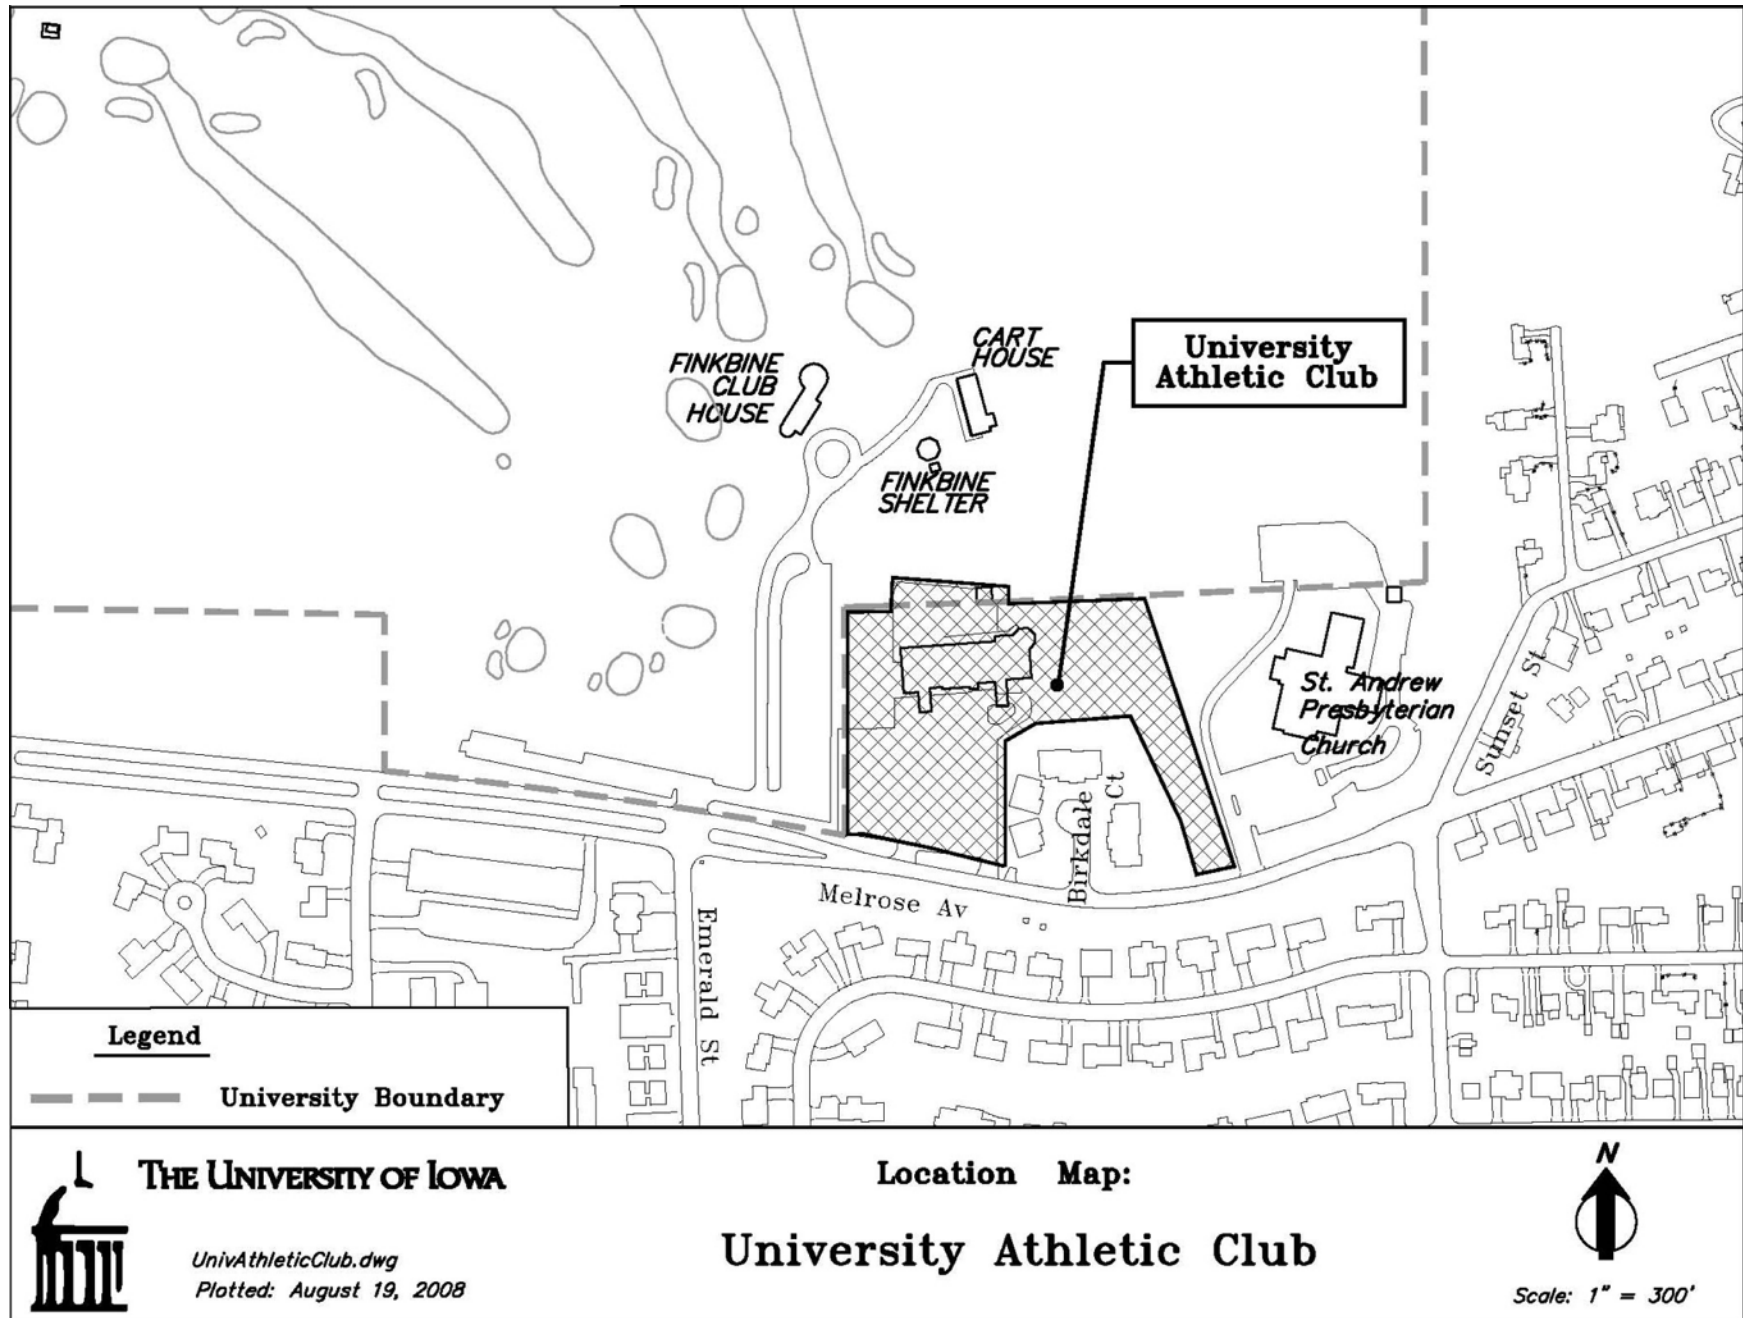 FINKBINE
CLUB
HOUSE
CART
HOUSE
University
Athletic Club
FINKBINE
SHELTER
St. Andrew
Presbyterian
Church
Sunset St
Birkdale
Ct
Melrose Av
Emerald St
Legend
University Boundary
THE UNIVERSITY OF IOWA
UnivAthleticClub.dwg
Plotted: August 19, 2008
Location Map:
University Athletic Club
N
Scale: 1" = 300'